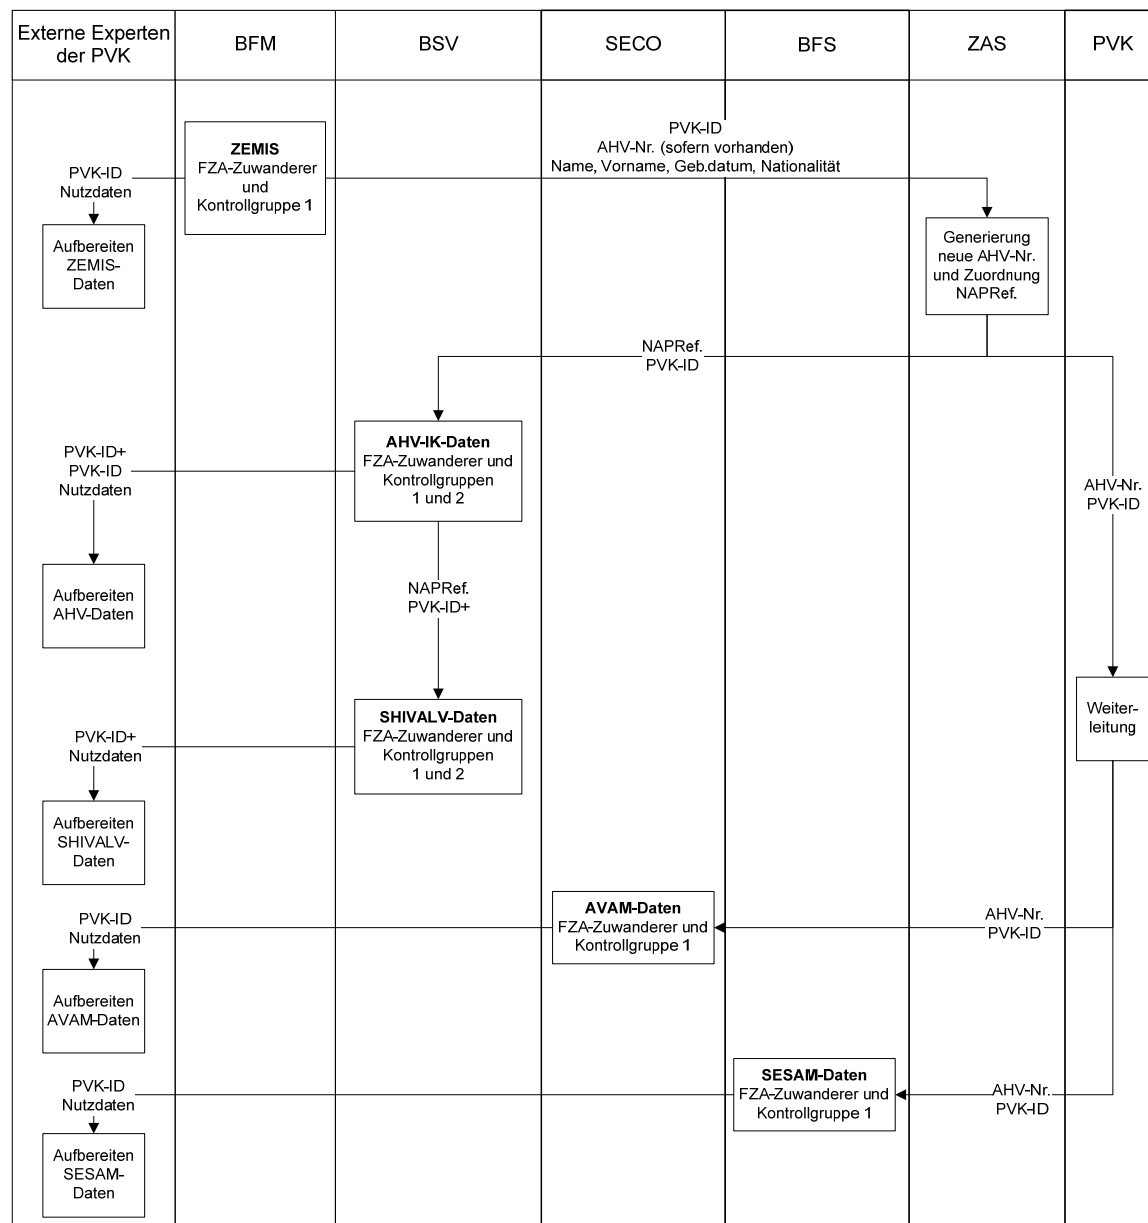 Externe Experten
der PVK
BFM
BSV
SECO
BFS
ZAS
PVK
PVK-ID
AHV-Nr. (sofern vorhanden)
Name, Vorname, Geb.datum, Nationalität
ZEMIS
FZA-Zuwanderer
und
Kontrollgruppe 1
PVK-ID
Nutzdaten
Aufbereiten
ZEMIS-
Daten
Generierung
neue AHV-Nr.
und Zuordnung
NAPRef.
NAPRef.
PVK-ID
AHV-IK-Daten
FZA-Zuwanderer und
Kontrollgruppen
1 und 2
PVK-ID+
PVK-ID
Nutzdaten
AHV-Nr.
PVK-ID
Aufbereiten
AHV-Daten
NAPRef.
PVK-ID+
SHIVALV-Daten
FZA-Zuwanderer und
Kontrollgruppen
1 und 2
Weiter-
leitung
PVK-ID+
Nutzdaten
Aufbereiten
SHIVALV-
Daten
AVAM-Daten
FZA-Zuwanderer und
Kontrollgruppe 1
AHV-Nr.
PVK-ID
PVK-ID
Nutzdaten
Aufbereiten
AVAM-Daten
SESAM-Daten
FZA-Zuwanderer und
Kontrollgruppe 1
AHV-Nr.
PVK-ID
PVK-ID
Nutzdaten
Aufbereiten
SESAM-
Daten